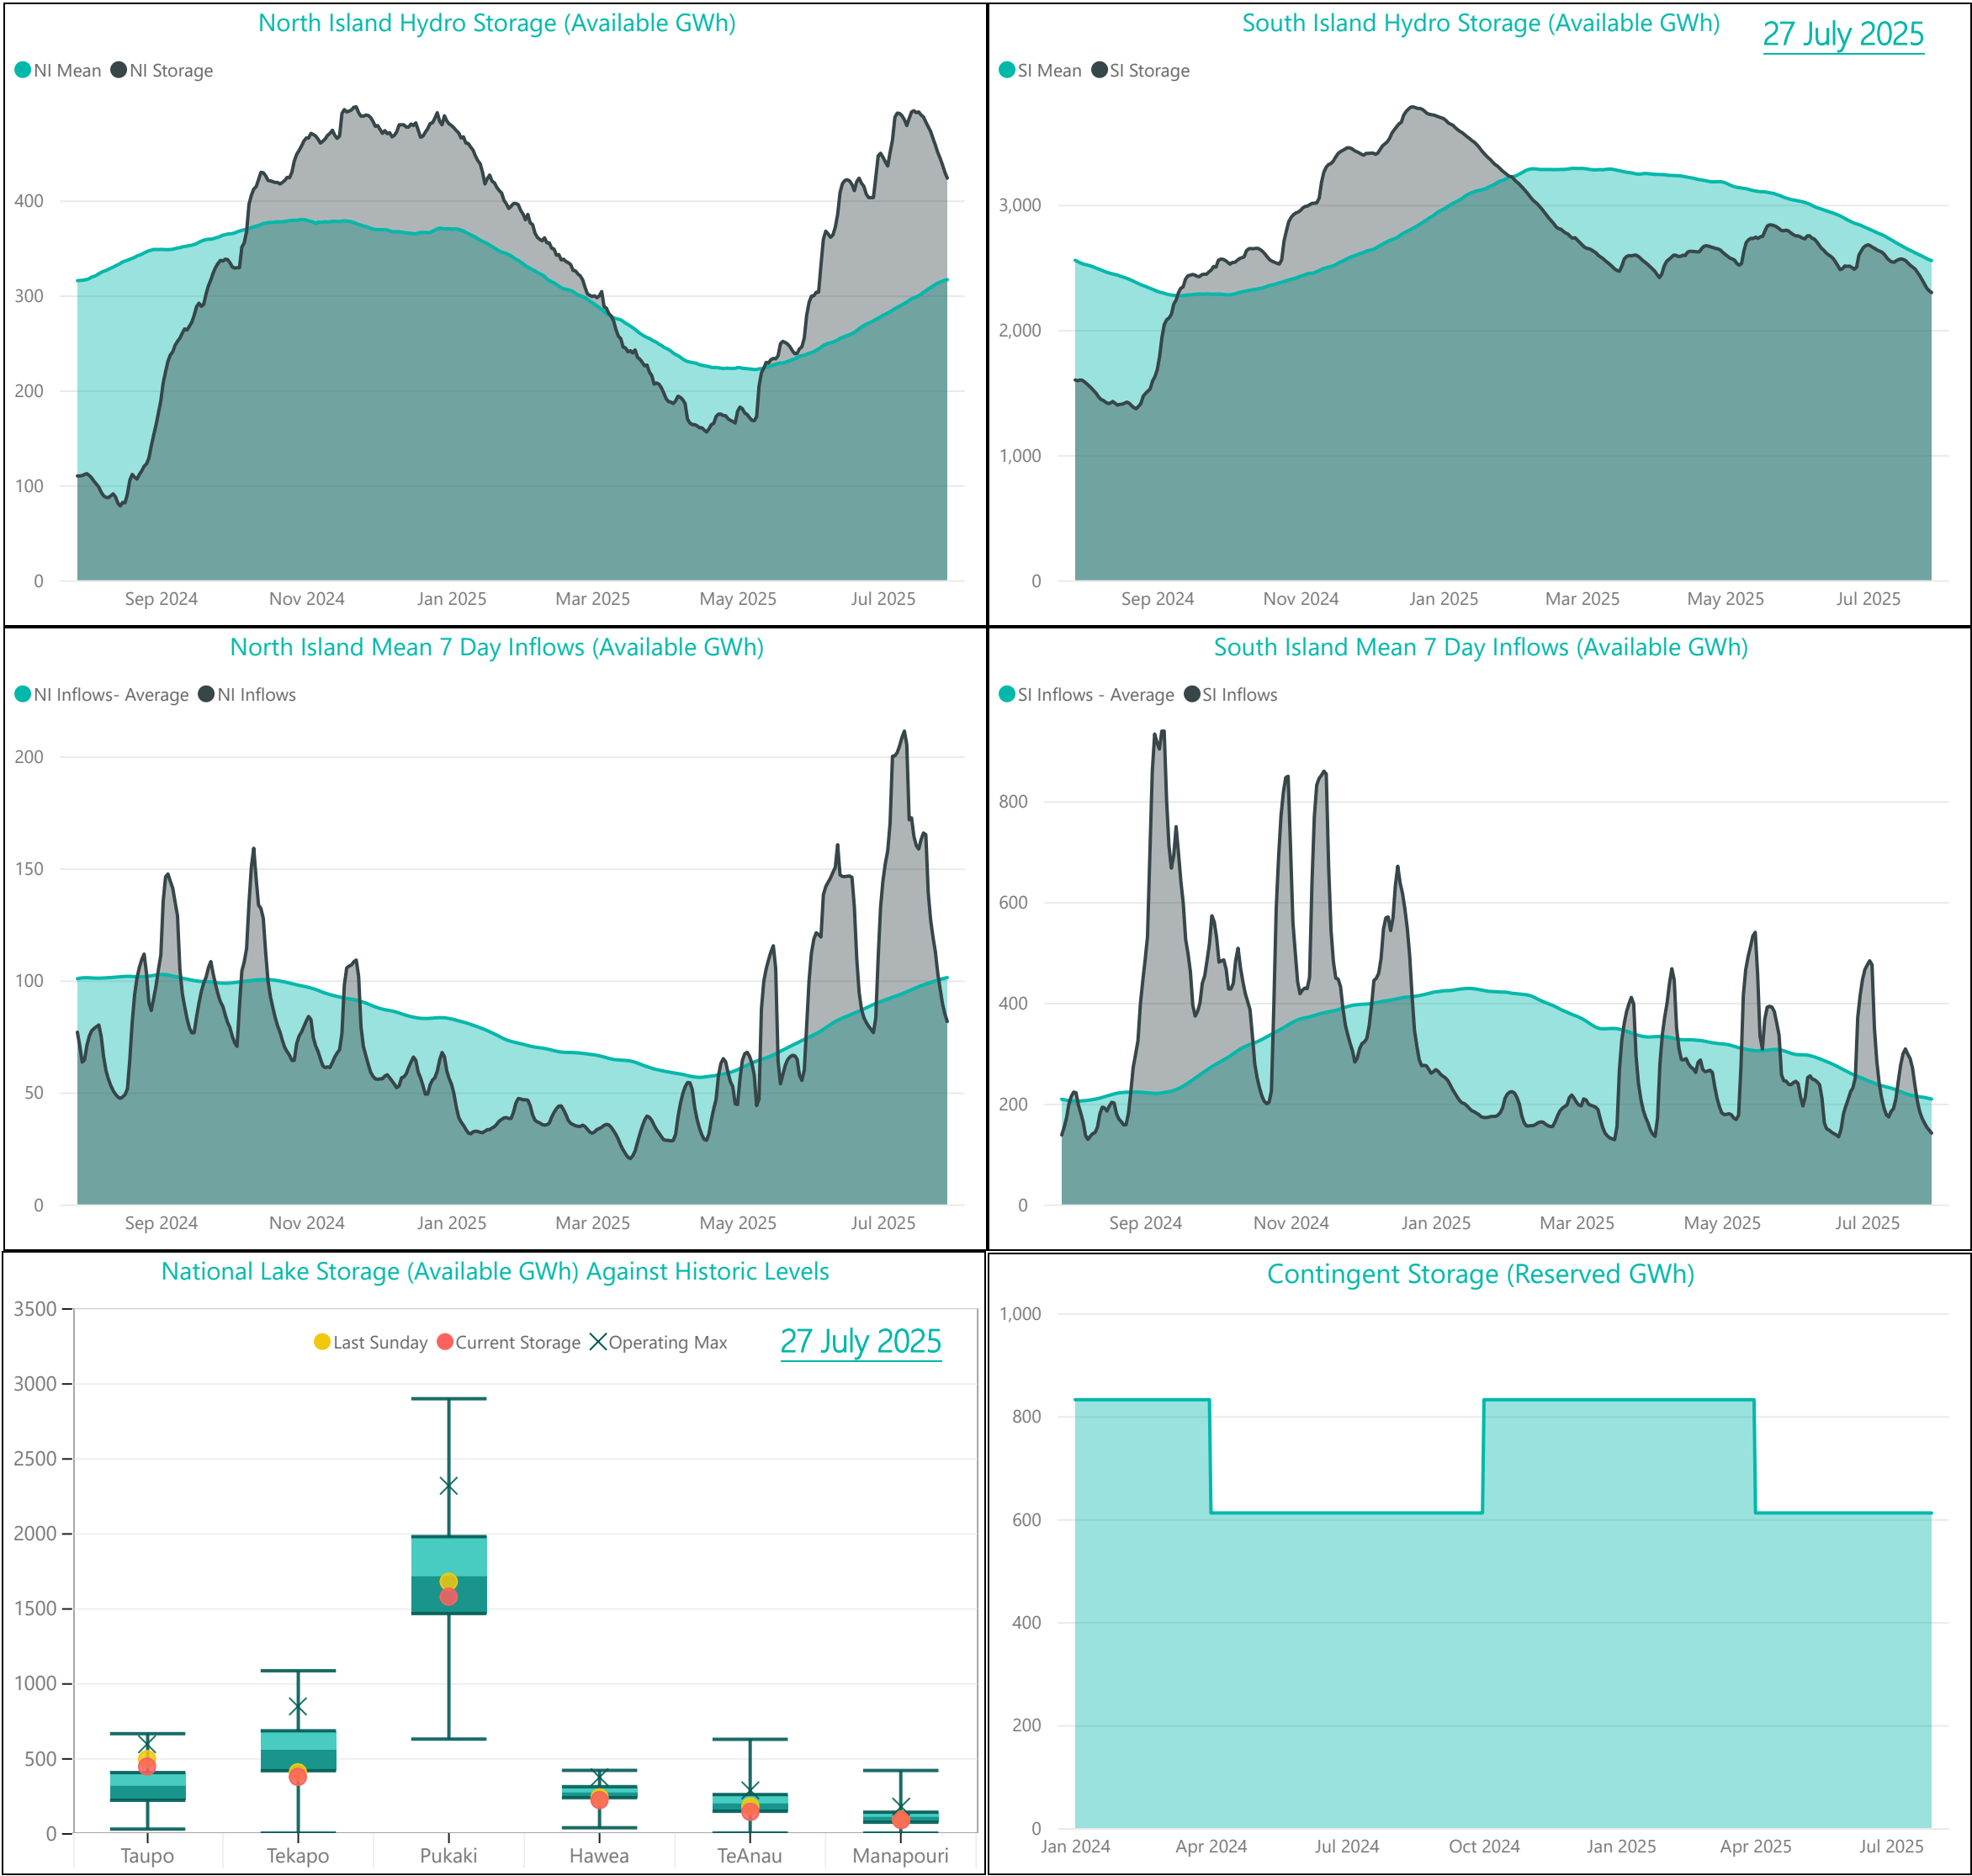 North Island Hydro Storage (Available GWh)
NI Mean NI Storage
400
300
200
100
0
Sep 2024 Nov 2024 Jan 2025 Mar 2025 May 2025 Jul 2025
South Island Hydro Storage (Available GWh)
27 July 2025
SI Mean SI Storage
3,000
2,000
1,000
0
Sep 2024 Nov 2024 Jan 2025 Mar 2025 May 2025 Jul 2025
North Island Mean 7 Day Inflows (Available GWh)
NI Inflows- Average NI Inflows
200
150
100
50
0
Sep 2024 Nov 2024 Jan 2025 Mar 2025 May 2025 Jul 2025
South Island Mean 7 Day Inflows (Available GWh)
SI Inflows - Average SI Inflows
800
600
400
200
0
Sep 2024 Nov 2024 Jan 2025 Mar 2025 May 2025 Jul 2025
National Lake Storage (Available GWh) Against Historic Levels
Last Sunday Current Storage Operating Max
27 July 2025
3500
3000
2500
2000
1500
1000
500
0
Taupo Tekapo Pukaki Hawea TeAnau Manapouri
Contingent Storage (Reserved GWh)
1,000
800
600
400
200
0
Jan 2024 Apr 2024 Jul 2024 Oct 2024 Jan 2025 Apr 2025 Jul 2025